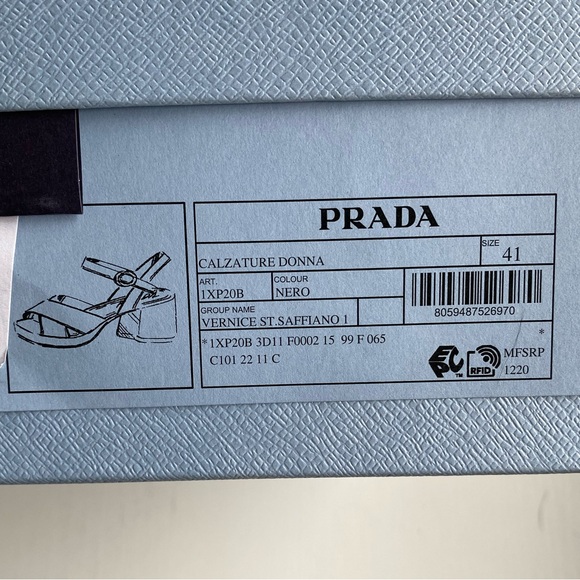 PRADA
CALZATURE DONNA
SIZE
41
ART.
1XP20B
COLOUR
NERO
GROUP NAME
VERNICE ST.SAFFIANO 1
8059487526970
*1XP20B 3D11 F0002 15 99 F 065 *
C101 22 11 C
EPC™
RFID
MFSRP
1220